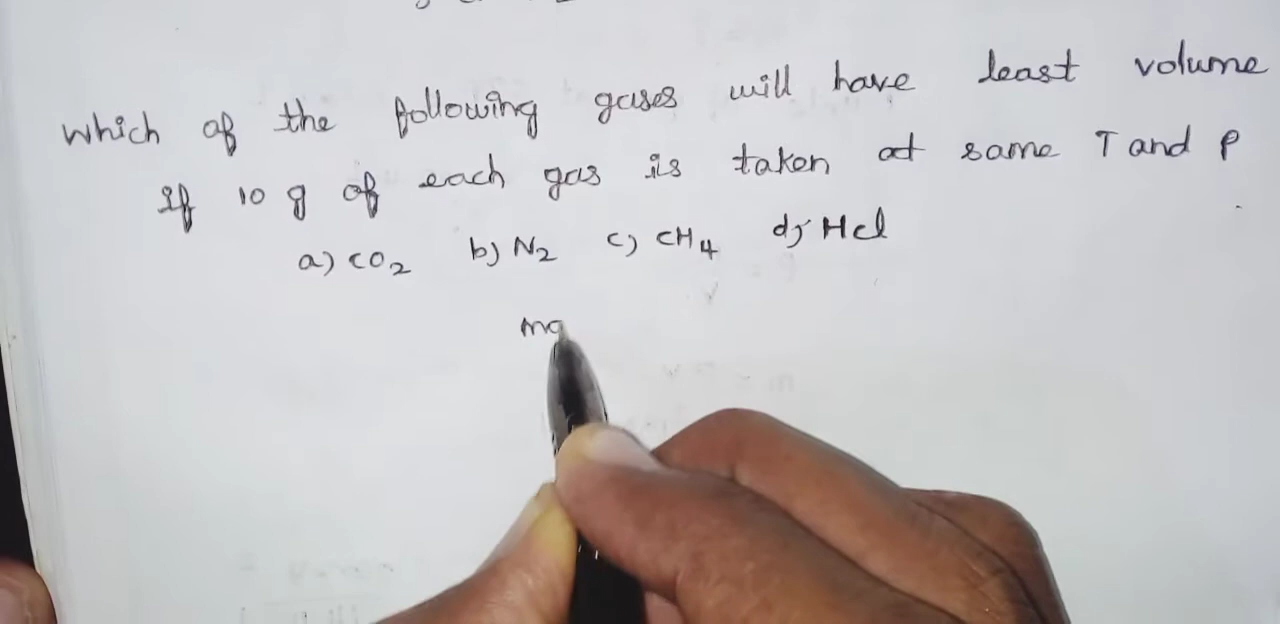 Which of the following gases will have least volume
if 10 g of each gas is taken at same T and P
a) CO2 b) N2 c) CH4 d) HCl